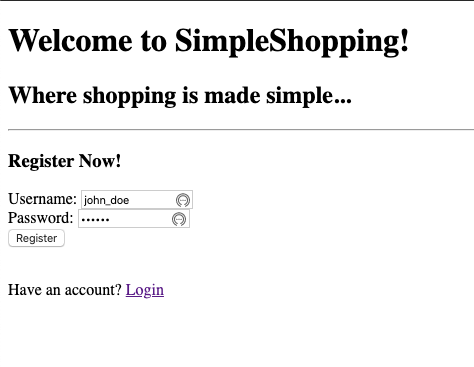 Welcome to SimpleShopping!
Where shopping is made simple...
Register Now!
Username: john_doe
Password: ••••••
Register
Have an account? Login